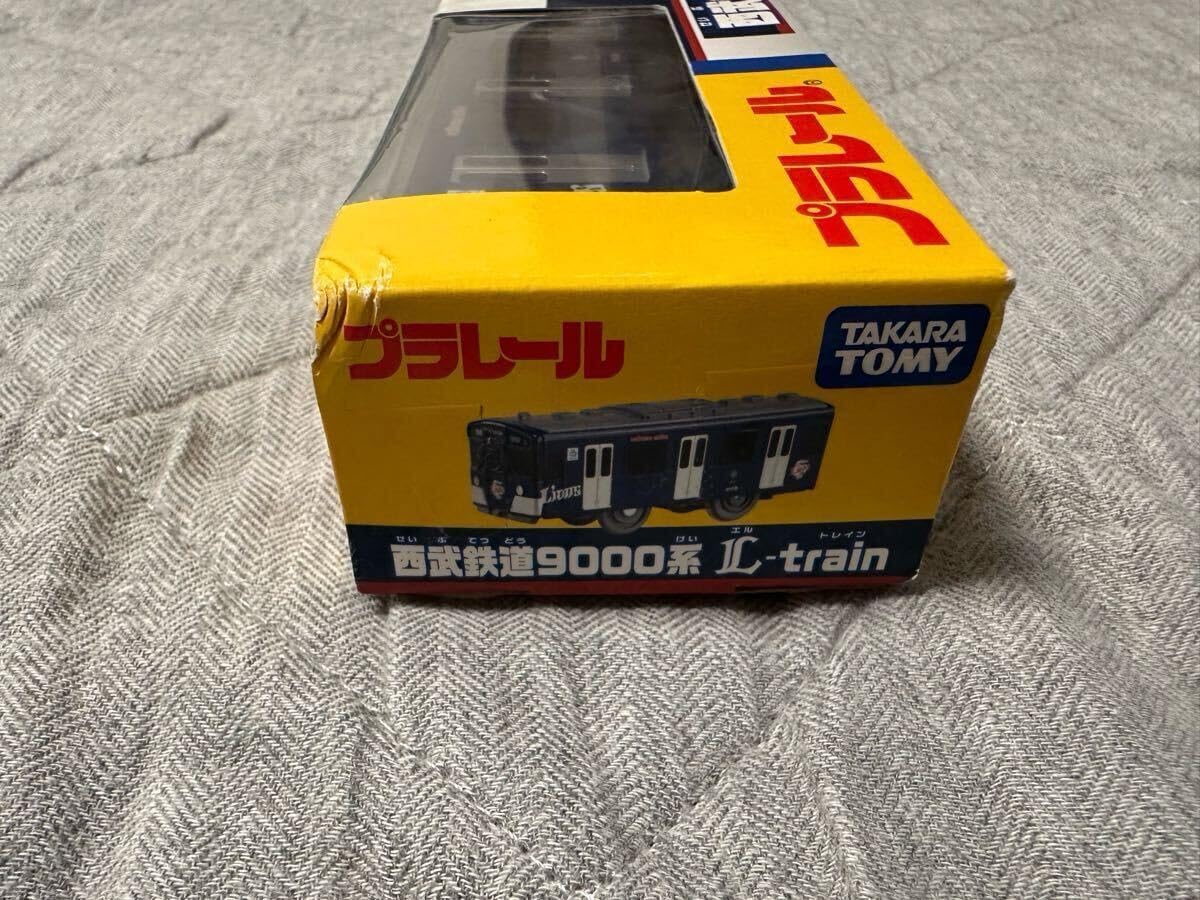 プラレール®
プラレール
TAKARA
TOMY
Lions
せい ぶ てつ どう けい エル トレイン
西武鉄道9000系 L-train